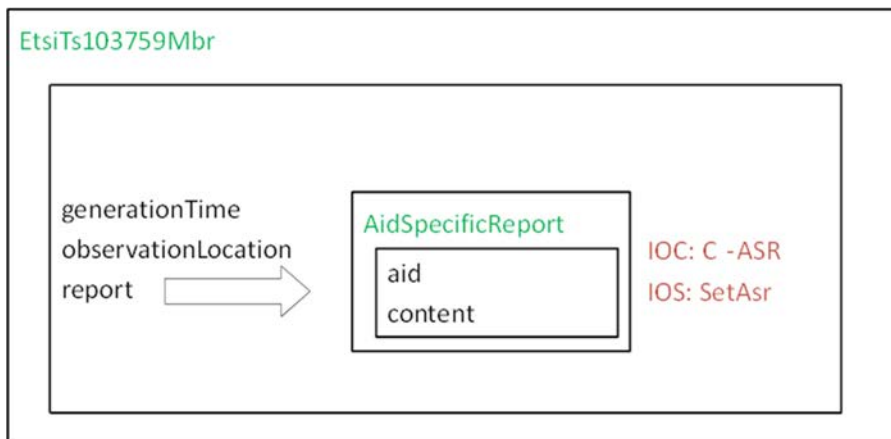 EtsiTs103759Mbr
generationTime
observationLocation
report
AidSpecificReport
aid
content
IOC: C -ASR
IOS: SetAsr